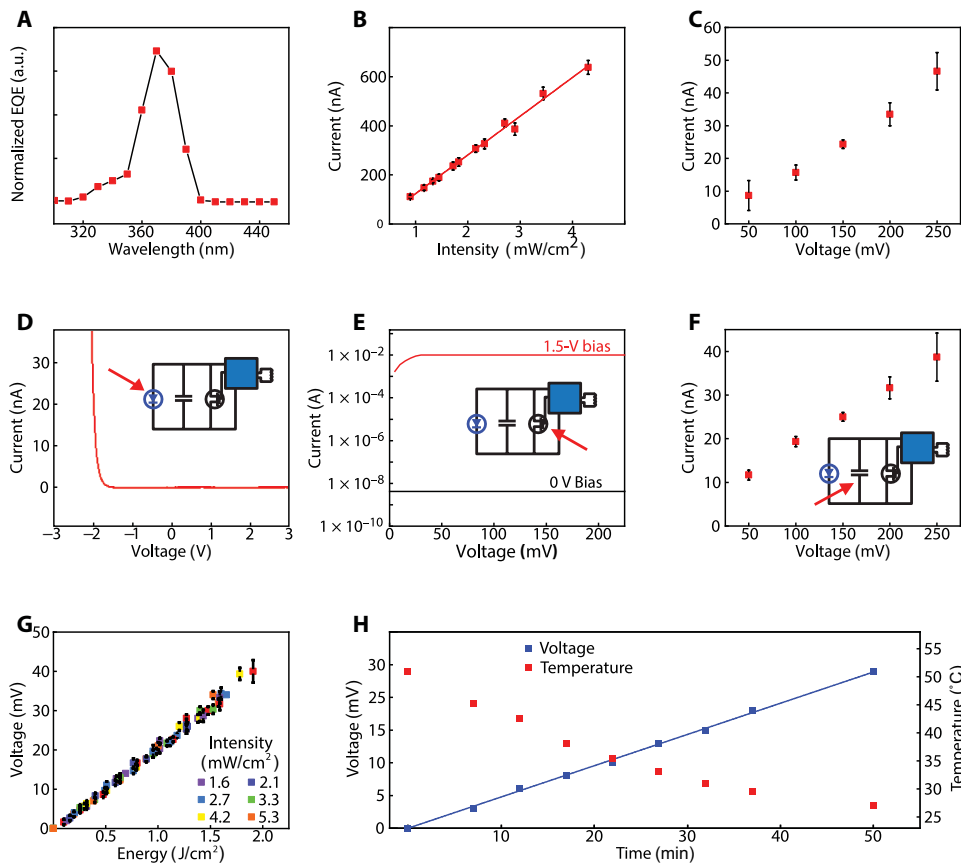 A
Normalized EQE (a.u.)
320 360 400 440
Wavelength (nm)
B
Current (nA)
600
400
200
0
1 2 3 4
Intensity ( mW/cm²)
C
Current (nA)
60
50
40
30
20
10
0
50 100 150 200 250
Voltage (mV)
D
Current (nA)
30
20
10
0
−3 −2 −1 0 1 2 3
Voltage (V)
E
Current (A)
1 × 10⁻²
1 × 10⁻⁴
1 × 10⁻⁶
1 × 10⁻⁸
1 × 10⁻¹⁰
1.5-V bias
0 V Bias
0 50 100 150 200
Voltage (mV)
F
Current (nA)
40
30
20
10
0
50 100 150 200 250
Voltage (mV)
G
Voltage (mV)
50
40
30
20
10
0
Intensity
(mW/cm²)
1.6 2.1
2.7 3.3
4.2 5.3
0.5 1.0 1.5 2.0
Energy (J/cm²)
H
Voltage (mV)
30
25
20
15
10
5
0
Voltage
Temperature
10 20 30 40 50
Time (min)
55
50
45
40
35
30
25
Temperature (°C)